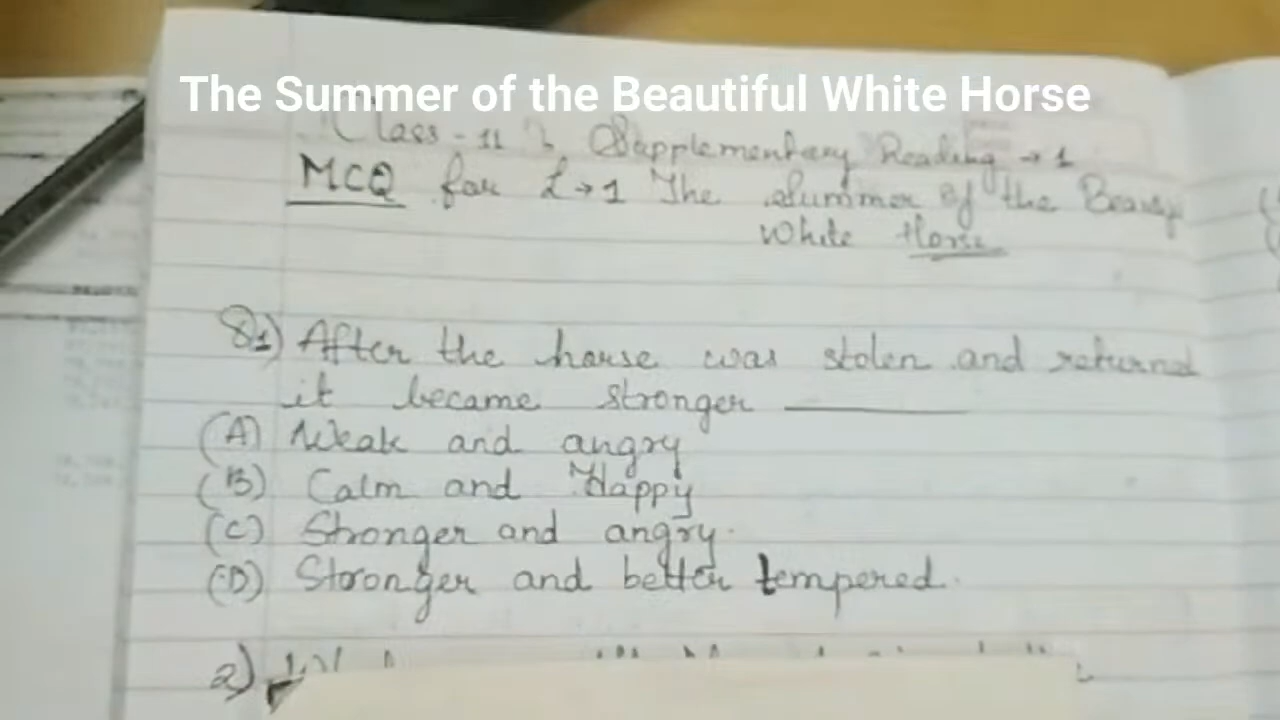 The Summer of the Beautiful White Horse
Class - 11 Supplementary Reading → 1
MCQ for L → 1 The Summer of the
White Horse
Q1) After the horse was stolen and returned
it became stronger ______
(A) Weak and angry
(B) Calm and Happy
(C) Stronger and angry.
(D) Stronger and better tempered.
2)